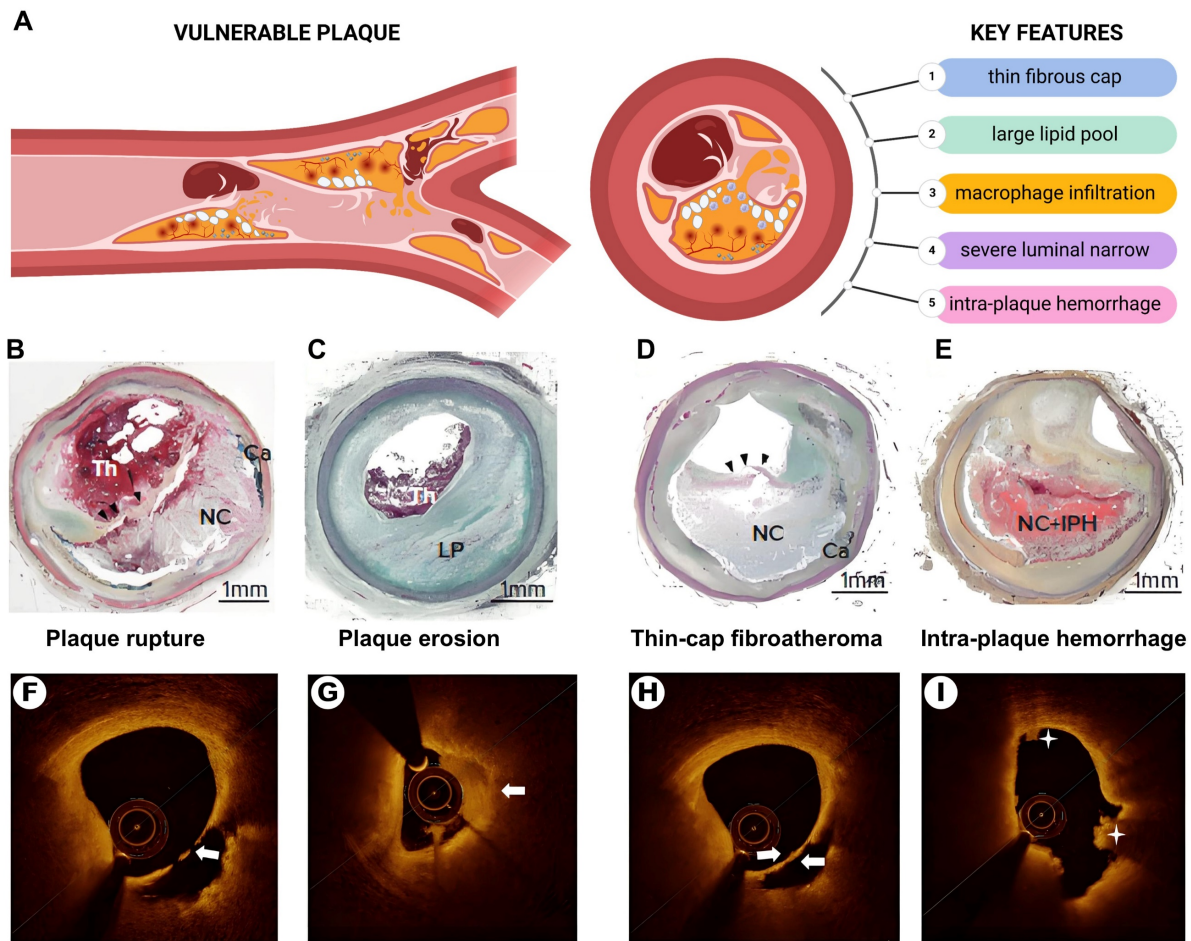 A
VULNERABLE PLAQUE
KEY FEATURES
1 thin fibrous cap
2 large lipid pool
3 macrophage infiltration
4 severe luminal narrow
5 intra-plaque hemorrhage
B
C
D
E
Th
Ca
NC
1mm
Th
LP
1mm
NC
Ca
1mm
NC+IPH
1mm
Plaque rupture
Plaque erosion
Thin-cap fibroatheroma
Intra-plaque hemorrhage
F
G
H
I